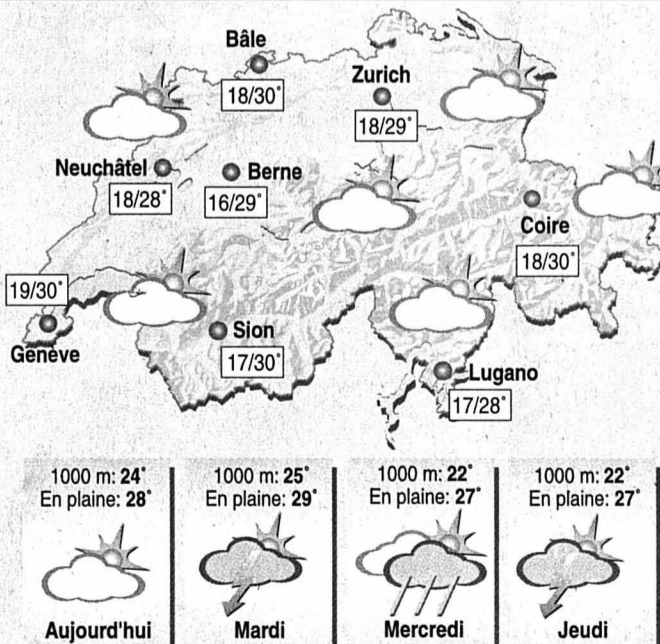 Bâle
18/30°
Zurich
18/29°
Neuchâtel
18/28°
Berne
16/29°
Coire
18/30°
19/30°
Genève
Sion
17/30°
Lugano
17/28°
1000 m: 24°
En plaine: 28°
Aujourd'hui
1000 m: 25°
En plaine: 29°
Mardi
1000 m: 22°
En plaine: 27°
Mercredi
1000 m: 22°
En plaine: 27°
Jeudi